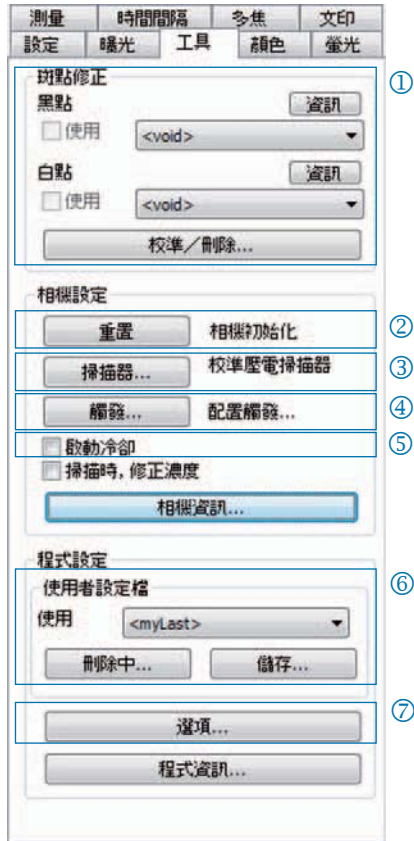 測量 時間間隔 多焦 文印
設定 曝光 工具 顏色 螢光
斑點修正 ①
黑點 資訊
使用 <void>
白點 資訊
使用 <void>
校準／刪除...
相機設定
重置 相機初始化 ②
掃描器... 校準壓電掃描器 ③
觸發... 配置觸發... ④
啟動冷卻 ⑤
掃描時，修正濃度
相機資訊...
程式設定
使用者設定檔 ⑥
使用 <myLast>
刪除中... 儲存...
選項... ⑦
程式資訊...